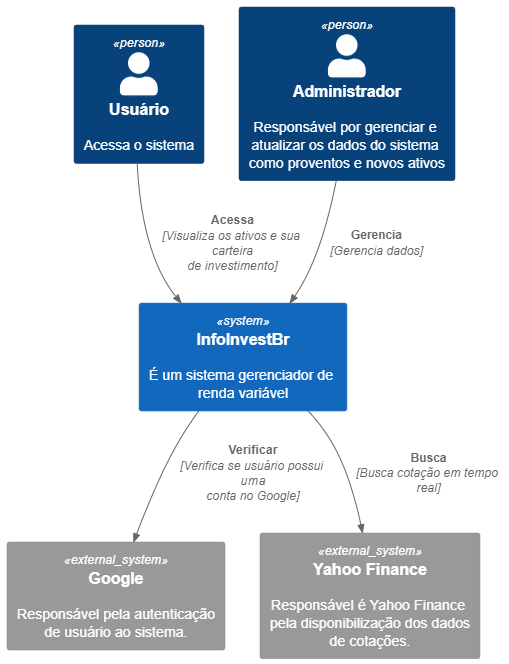 «person»
Usuário
Acessa o sistema
«person»
Administrador
Responsável por gerenciar e
atualizar os dados do sistema
como proventos e novos ativos
Acessa
[Visualiza os ativos e sua
carteira
de investimento]
Gerencia
[Gerencia dados]
«system»
InfoInvestBr
É um sistema gerenciador de
renda variável
Verificar
[Verifica se usuário possui
uma
conta no Google]
Busca
[Busca cotação em tempo
real]
«external_system»
Google
Responsável pela autenticação
de usuário ao sistema.
«external_system»
Yahoo Finance
Responsável é Yahoo Finance
pela disponibilização dos dados
de cotações.